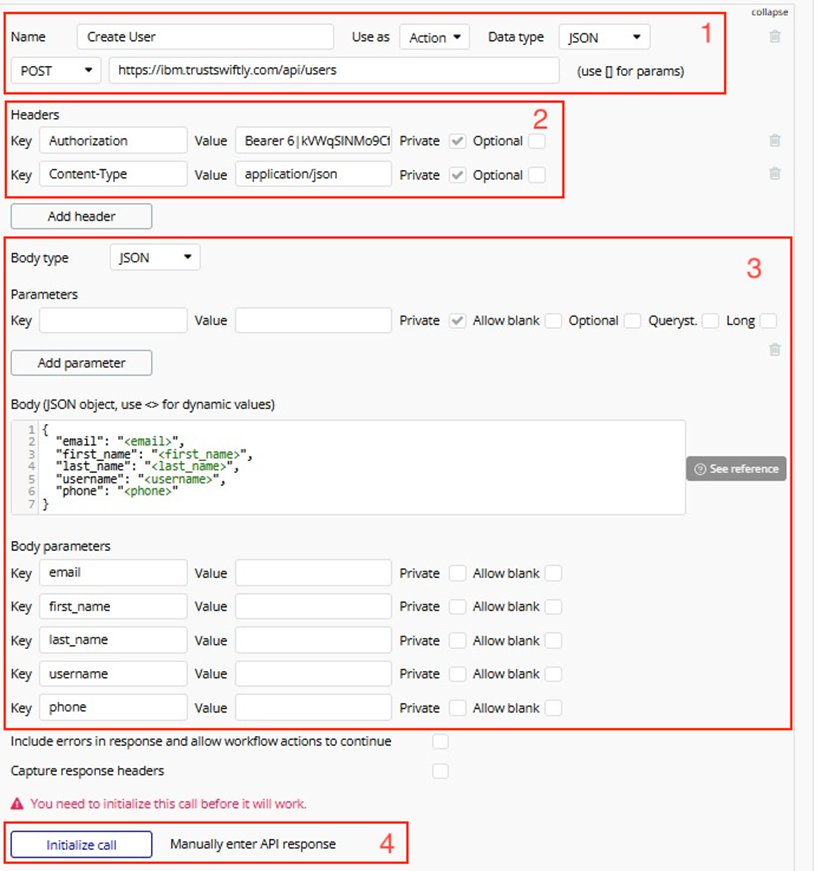 collapse
Name Create User Use as Action Data type JSON 1
POST https://ibm.trustswiftly.com/api/users (use [] for params)
Headers 2
Key Authorization Value Bearer 6|kVWqSlNMo9Cf Private Optional
Key Content-Type Value application/json Private Optional
Add header
Body type JSON 3
Parameters
Key Value Private Allow blank Optional Queryst. Long
Add parameter
Body (JSON object, use <> for dynamic values)
1 {
2 "email": "<email>",
3 "first_name": "<first_name>",
4 "last_name": "<last_name>",
5 "username": "<username>",
6 "phone": "<phone>"
7 }
See reference
Body parameters
Key email Value Private Allow blank
Key first_name Value Private Allow blank
Key last_name Value Private Allow blank
Key username Value Private Allow blank
Key phone Value Private Allow blank
Include errors in response and allow workflow actions to continue
Capture response headers
You need to initialize this call before it will work.
Initialize call Manually enter API response 4